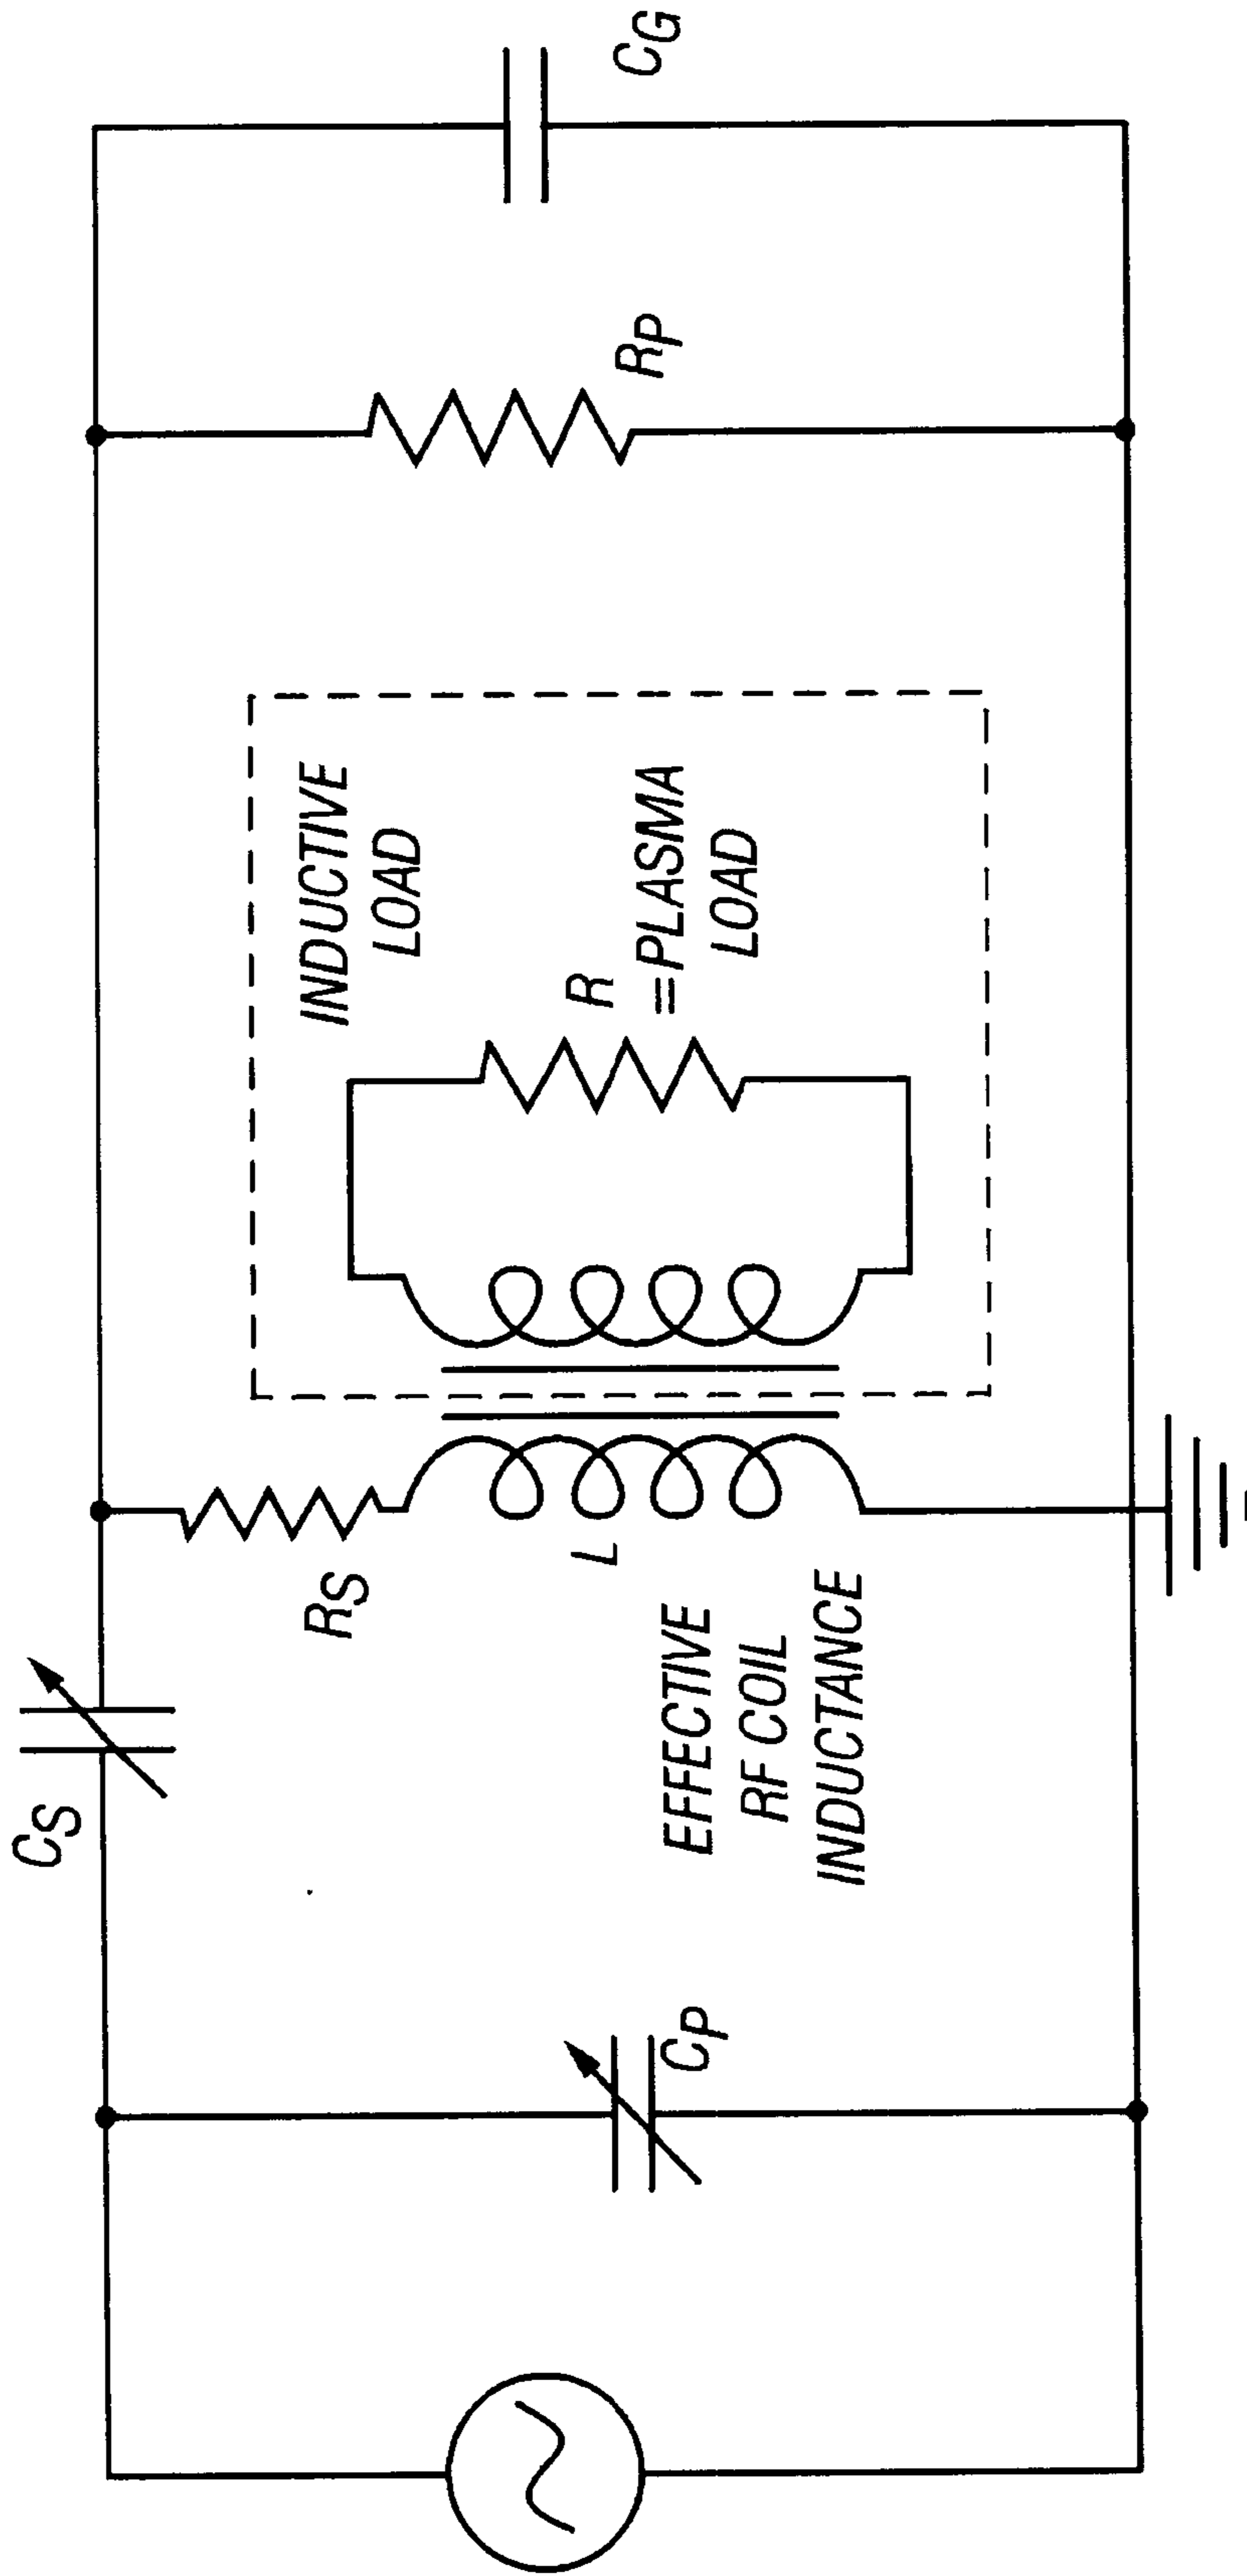 C_S
R_S
L
EFFECTIVE
RF COIL
INDUCTANCE
C_P
INDUCTIVE
LOAD
R
=PLASMA
LOAD
R_P
C_G